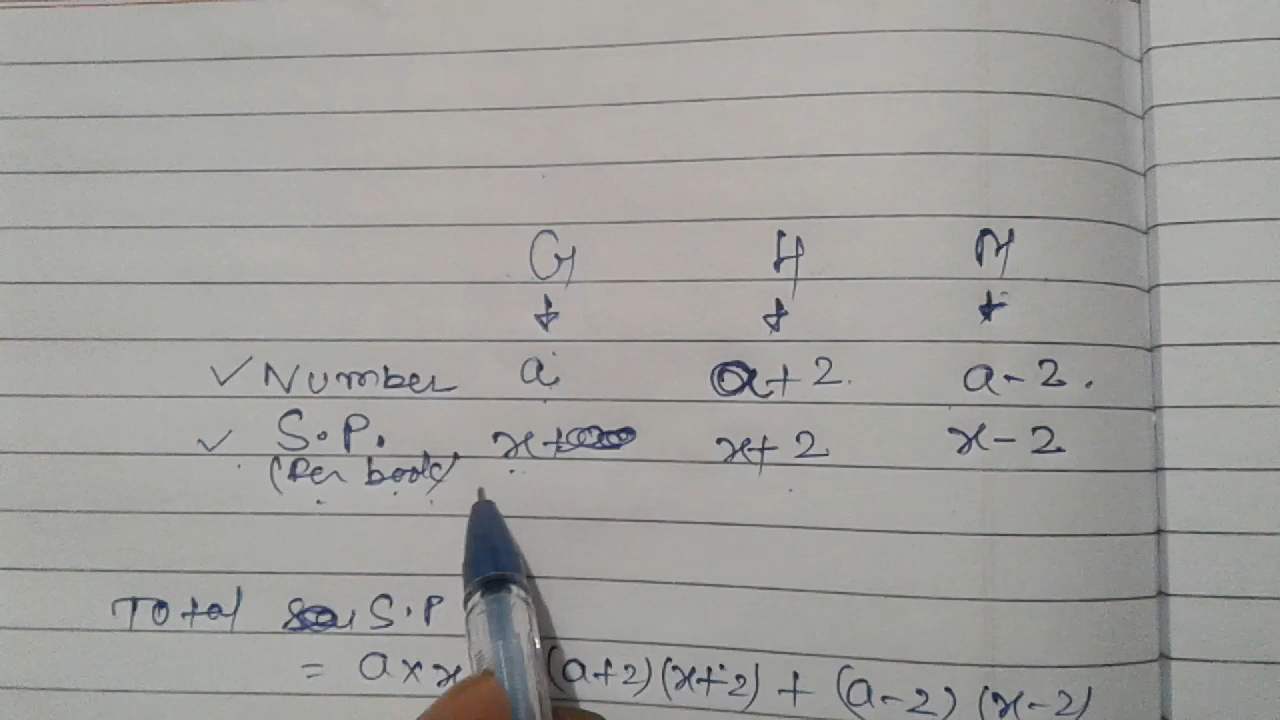 G H M
Number a a+2. a-2.
S.P. x+ x+2 x-2
(Per book)
Total S.P
= a×x (a+2)(x+2) + (a-2)(x-2)